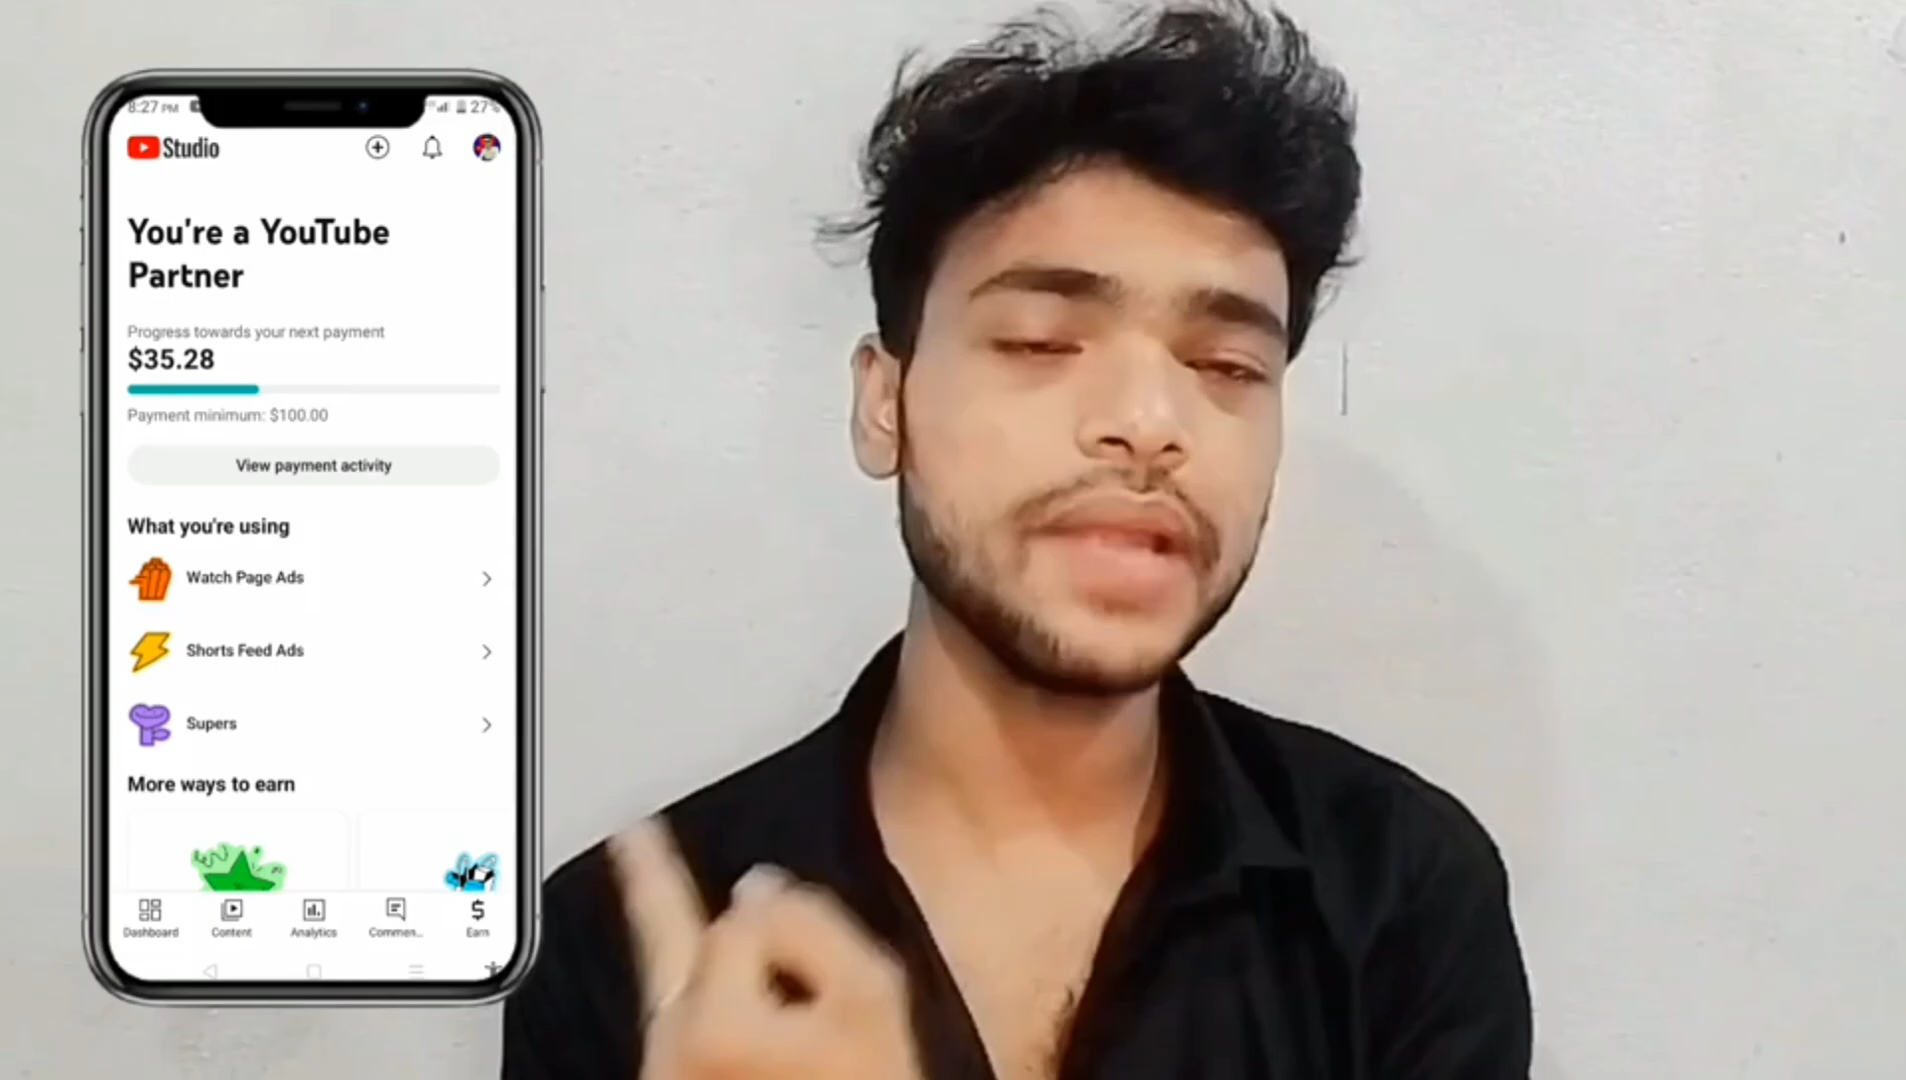 8:27 PM
27%
Studio
You're a YouTube
Partner
Progress towards your next payment
$35.28
Payment minimum: $100.00
View payment activity
What you're using
Watch Page Ads
Shorts Feed Ads
Supers
More ways to earn
Dashboard
Content
Analytics
Commen...
Earn